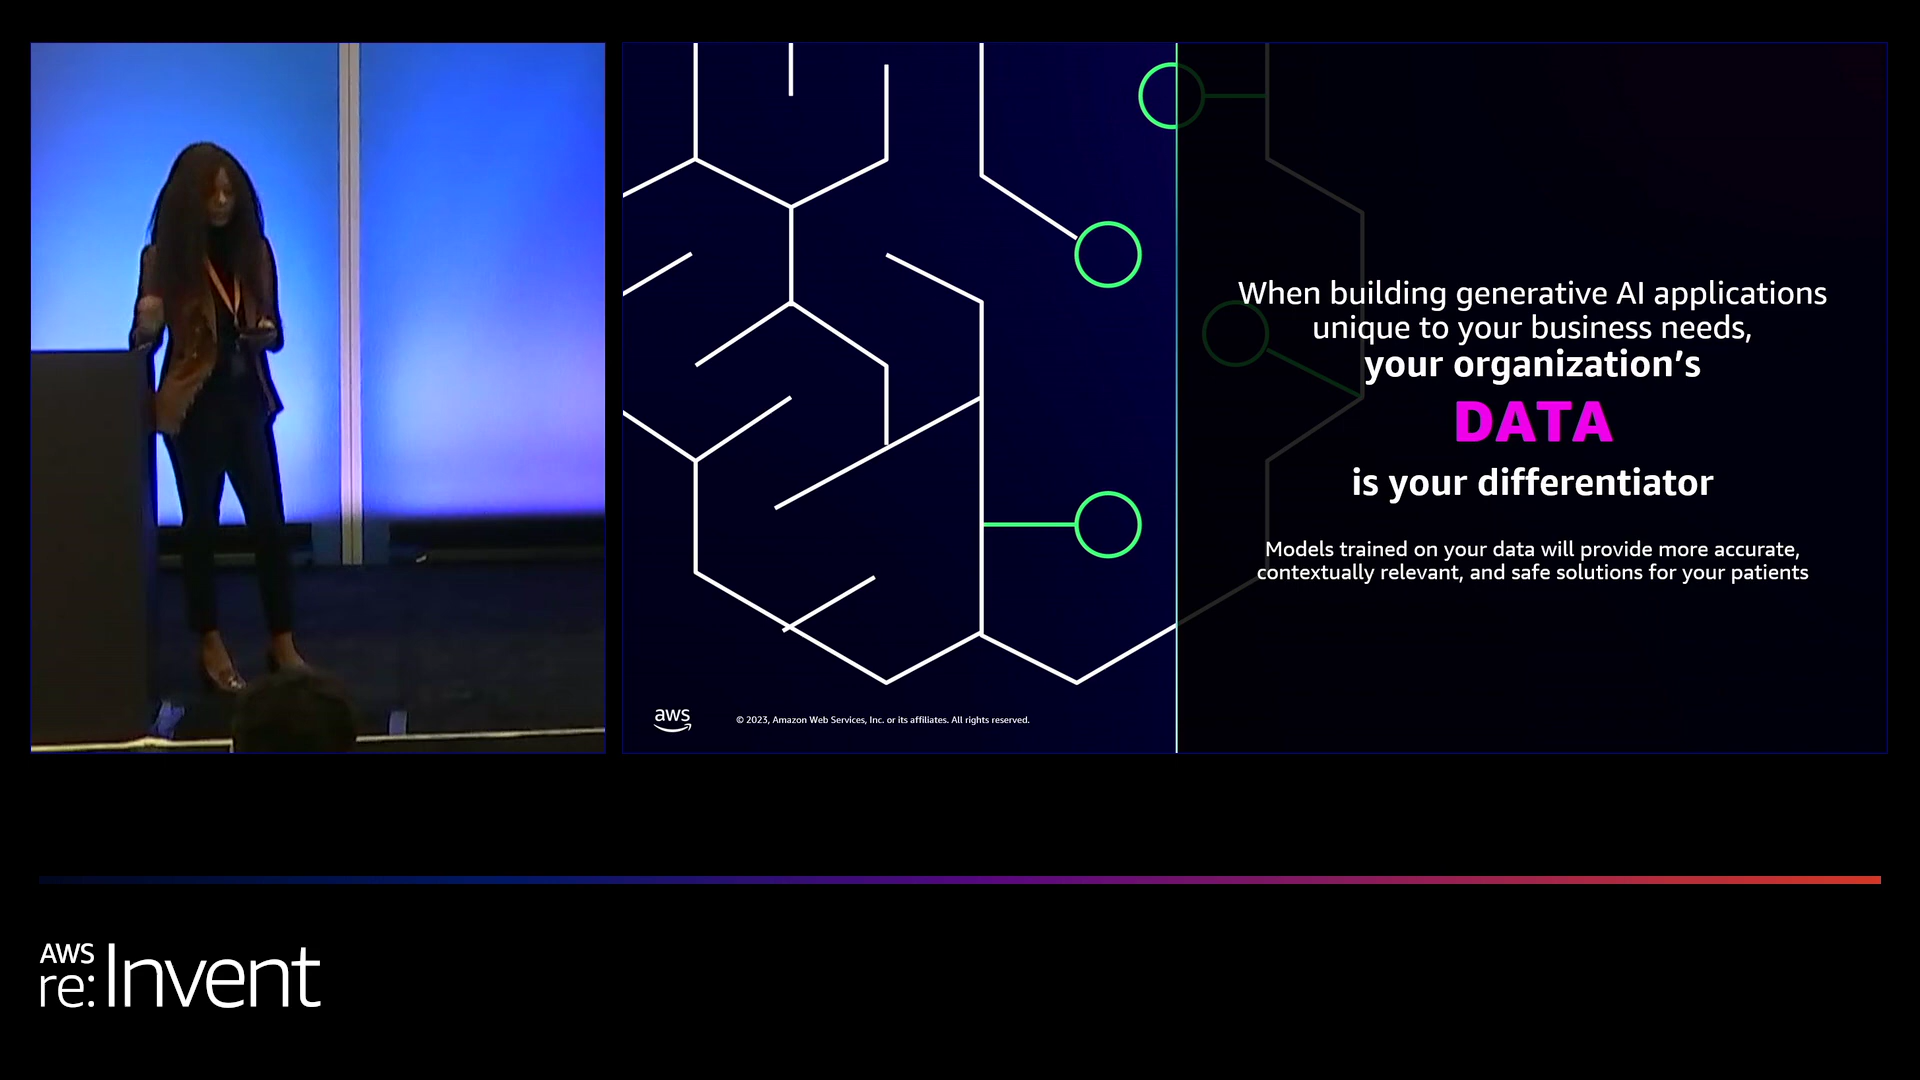 When building generative AI applications
unique to your business needs,
your organization's
DATA
is your differentiator
Models trained on your data will provide more accurate,
contextually relevant, and safe solutions for your patients
aws
© 2023, Amazon Web Services, Inc. or its affiliates. All rights reserved.
AWS
re:Invent